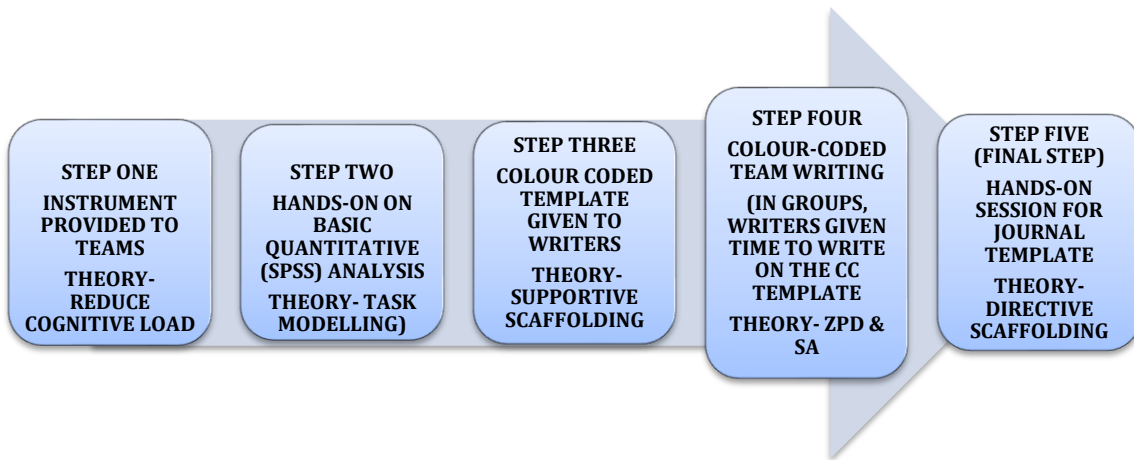 STEP ONE
INSTRUMENT
PROVIDED TO
TEAMS
THEORY-
REDUCE
COGNITIVE LOAD
STEP TWO
HANDS-ON ON
BASIC
QUANTITATIVE
(SPSS) ANALYSIS
THEORY- TASK
MODELLING)
STEP THREE
COLOUR CODED
TEMPLATE
GIVEN TO
WRITERS
THEORY-
SUPPORTIVE
SCAFFOLDING
STEP FOUR
COLOUR-CODED
TEAM WRITING
(IN GROUPS,
WRITERS GIVEN
TIME TO WRITE
ON THE CC
TEMPLATE
THEORY- ZPD &
SA
STEP FIVE
(FINAL STEP)
HANDS-ON
SESSION FOR
JOURNAL
TEMPLATE
THEORY-
DIRECTIVE
SCAFFOLDING